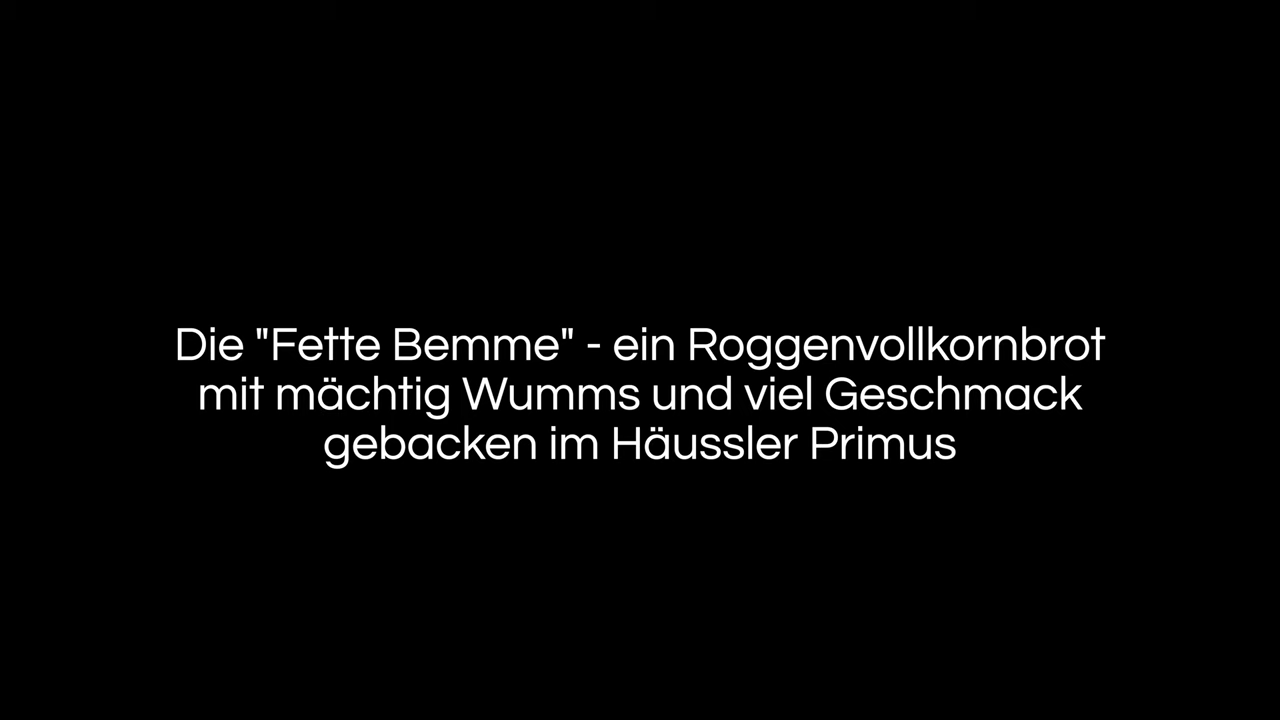 Die "Fette Bemme" - ein Roggenvollkornbrot
mit mächtig Wumms und viel Geschmack
gebacken im Häussler Primus